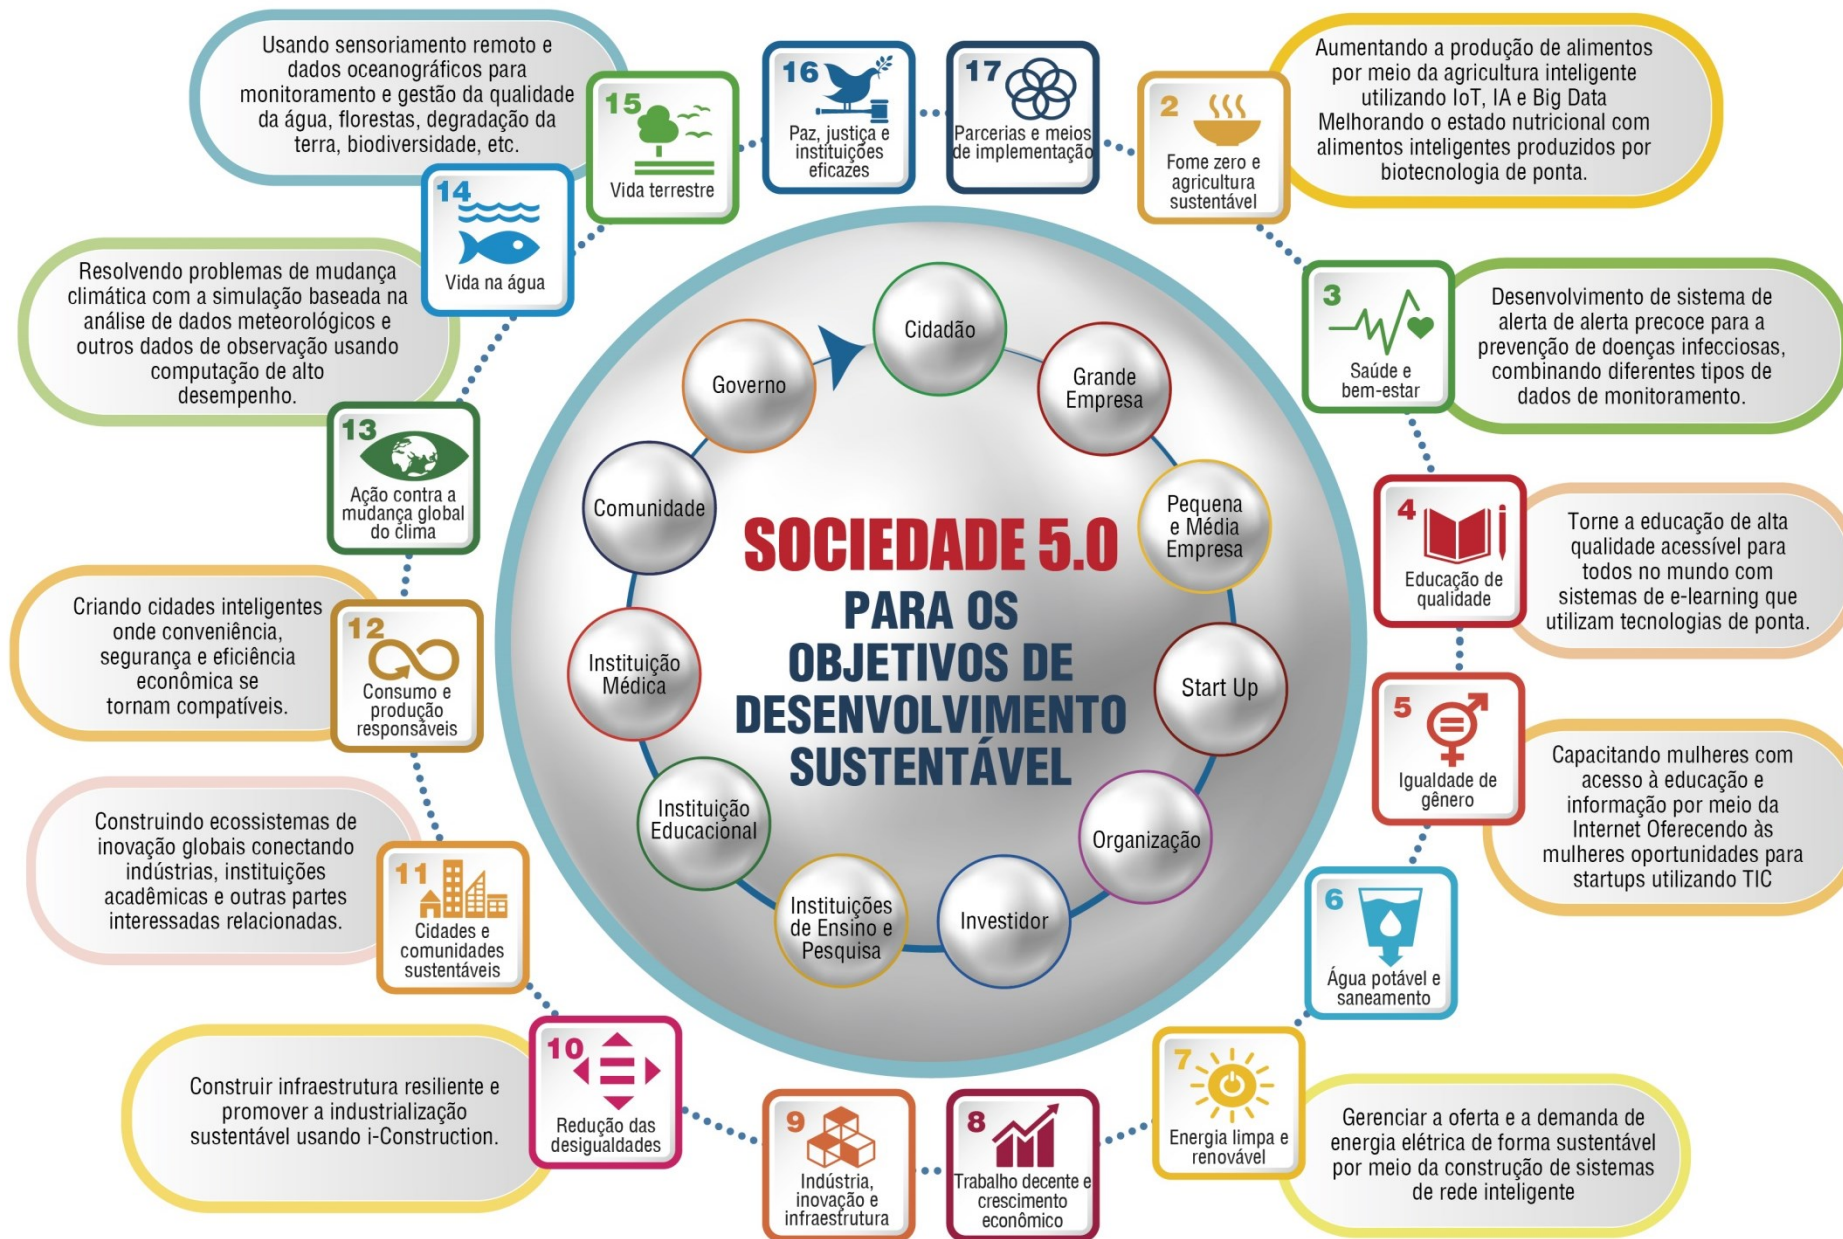 Usando sensoriamento remoto e
dados oceanográficos para
monitoramento e gestão da qualidade
da água, florestas, degradação da
terra, biodiversidade, etc.
15
Vida terrestre
16
Paz, justiça e
instituições
eficazes
17
Parcerias e meios
de implementação
2
Fome zero e
agricultura
sustentável
Aumentando a produção de alimentos
por meio da agricultura inteligente
utilizando IoT, IA e Big Data
Melhorando o estado nutricional com
alimentos inteligentes produzidos por
biotecnologia de ponta.
14
Vida na água
3
Saúde e
bem-estar
Desenvolvimento de sistema de
alerta de alerta precoce para a
prevenção de doenças infecciosas,
combinando diferentes tipos de
dados de monitoramento.
Resolvendo problemas de mudança
climática com a simulação baseada na
análise de dados meteorológicos e
outros dados de observação usando
computação de alto
desempenho.
13
Ação contra a
mudança global
do clima
4
Educação de
qualidade
Torne a educação de alta
qualidade acessível para
todos no mundo com
sistemas de e-learning que
utilizam tecnologias de ponta.
Criando cidades inteligentes
onde conveniência,
segurança e eficiência
econômica se
tornam compatíveis.
12
Consumo e
produção
responsáveis
5
Igualdade de
gênero
Capacitando mulheres com
acesso à educação e
informação por meio da
Internet Oferecendo às
mulheres oportunidades para
startups utilizando TIC
Construindo ecossistemas de
inovação globais conectando
indústrias, instituições
acadêmicas e outras partes
interessadas relacionadas.
11
Cidades e
comunidades
sustentáveis
6
Água potável e
saneamento
Construir infraestrutura resiliente e
promover a industrialização
sustentável usando i-Construction.
10
Redução das
desigualdades
9
Indústria,
inovação e
infraestrutura
8
Trabalho decente e
crescimento
econômico
7
Energia limpa e
renovável
Gerenciar a oferta e a demanda de
energia elétrica de forma sustentável
por meio da construção de sistemas
de rede inteligente
Cidadão
Grande
Empresa
Pequena
e Média
Empresa
Start Up
Organização
Investidor
Instituições
de Ensino e
Pesquisa
Instituição
Educacional
Instituição
Médica
Comunidade
Governo
SOCIEDADE 5.0
PARA OS
OBJETIVOS DE
DESENVOLVIMENTO
SUSTENTÁVEL